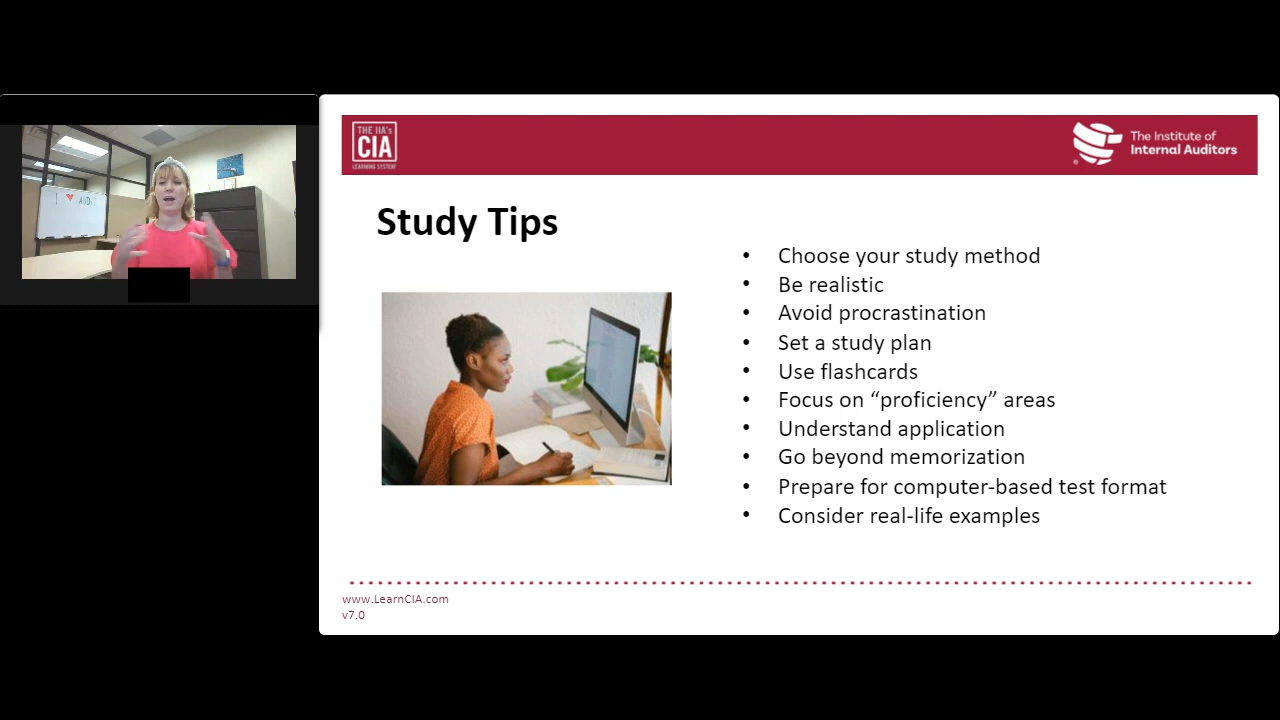 I ♥ AUDIT
THE IIA's
CIA
LEARNING SYSTEM
The Institute of
Internal Auditors
Study Tips
• Choose your study method
• Be realistic
• Avoid procrastination
• Set a study plan
• Use flashcards
• Focus on “proficiency” areas
• Understand application
• Go beyond memorization
• Prepare for computer-based test format
• Consider real-life examples
www.LearnCIA.com
v7.0